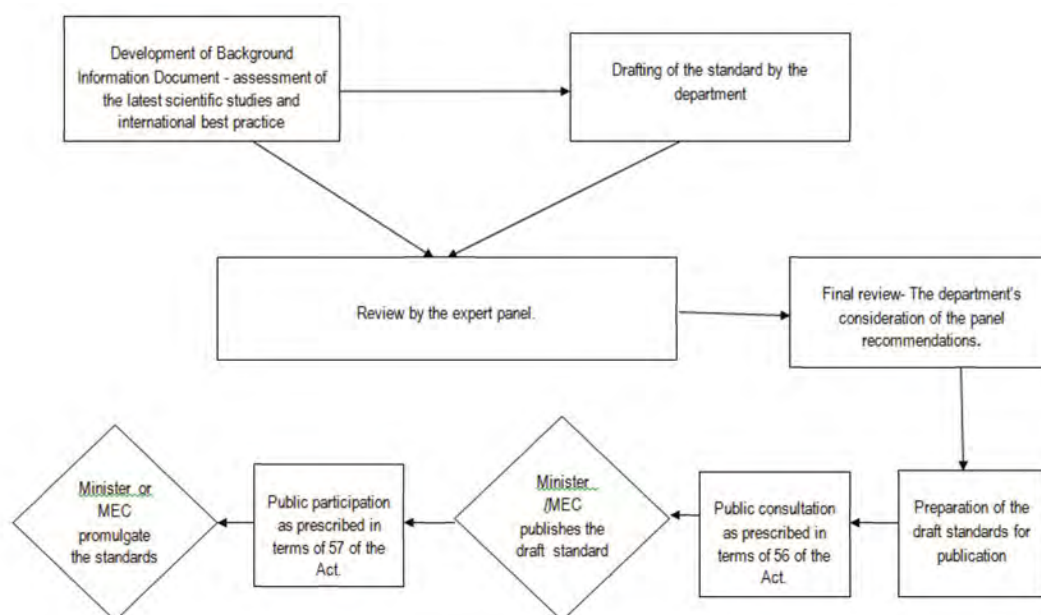 Development of Background
Information Document - assessment of
the latest scientific studies and
international best practice
Drafting of the standard by the
department
Review by the expert panel.
Final review- The department's
consideration of the panel
recommendations.
Preparation of the
draft standards for
publication
Public consultation
as prescribed in
terms of 56 of the
Act.
Minister
/MEC
publishes the
draft standard
Public participation
as prescribed in
terms of 57 of the
Act.
Minister or
MEC
promulgate
the standards